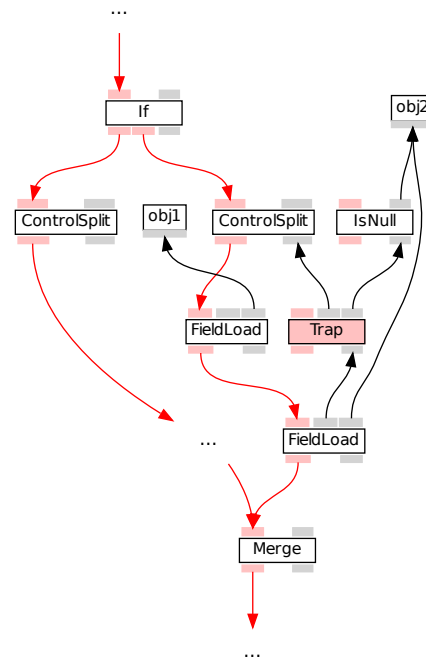 ...
If
obj2
ControlSplit
obj1
ControlSplit
IsNull
FieldLoad
Trap
...
FieldLoad
Merge
...